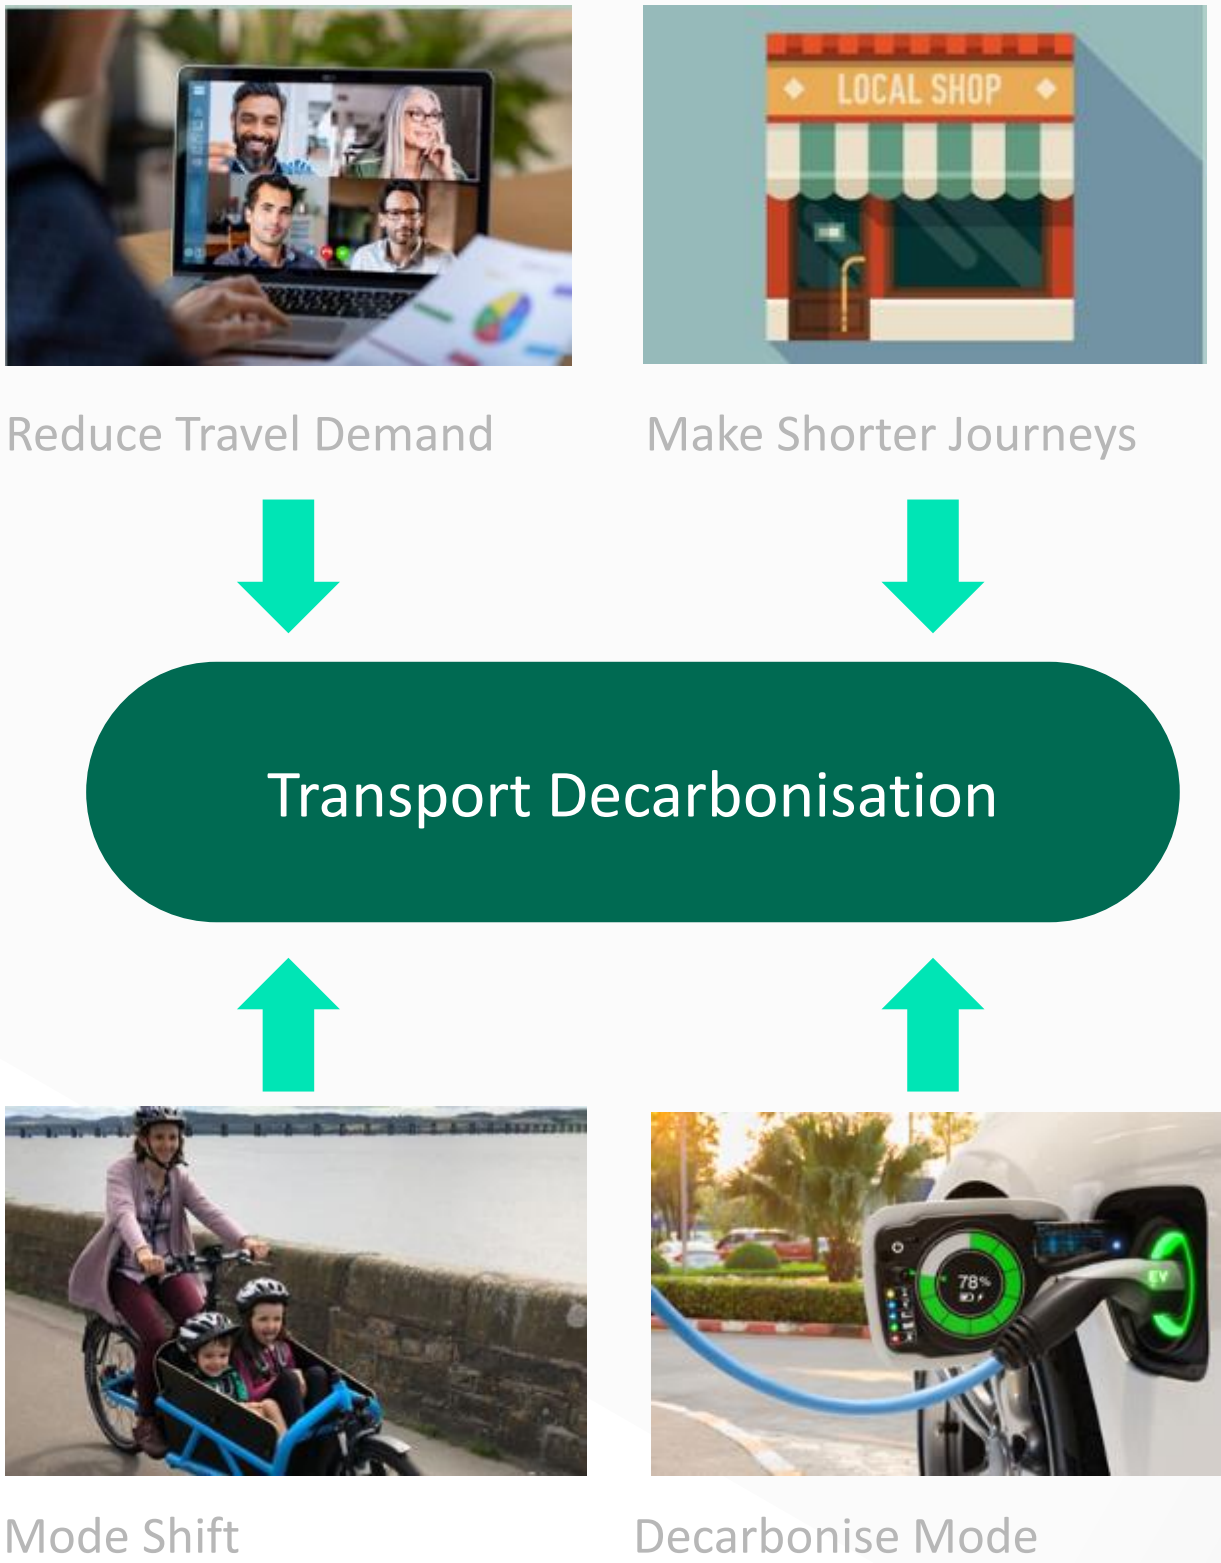 LOCAL SHOP
Reduce Travel Demand
Make Shorter Journeys
Transport Decarbonisation
78%
EV
Mode Shift
Decarbonise Mode